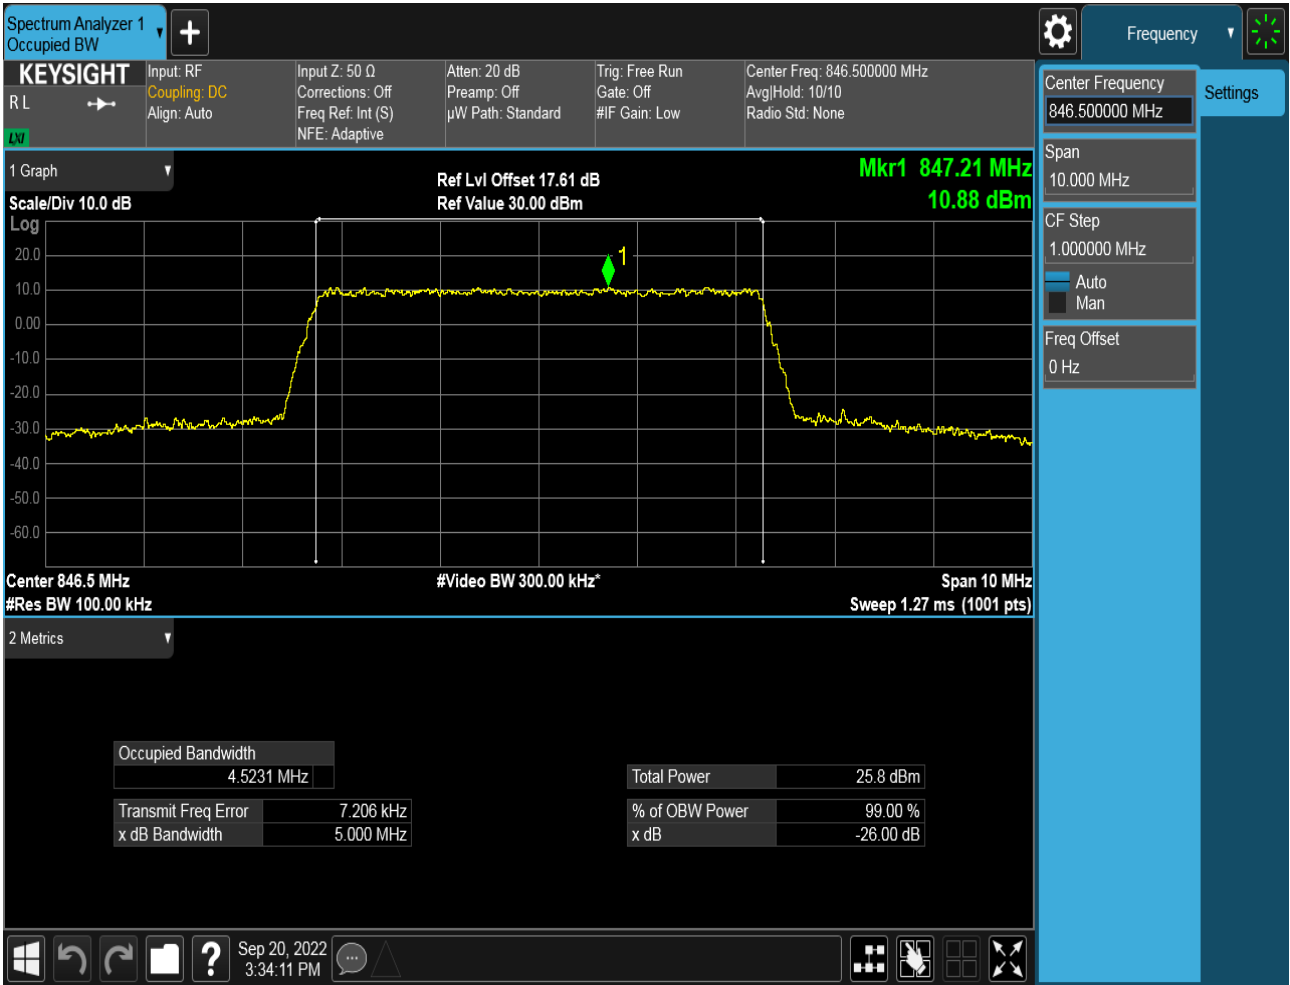 Spectrum Analyzer 1
Occupied BW
Frequency
KEYSIGHT
R L
LXI
Input: RF
Coupling: DC
Align: Auto
Input Z: 50 Ω
Corrections: Off
Freq Ref: Int (S)
NFE: Adaptive
Atten: 20 dB
Preamp: Off
µW Path: Standard
Trig: Free Run
Gate: Off
#IF Gain: Low
Center Freq: 846.500000 MHz
Avg|Hold: 10/10
Radio Std: None
Center Frequency
846.500000 MHz
Settings
Span
10.000 MHz
CF Step
1.000000 MHz
Auto
Man
Freq Offset
0 Hz
1 Graph
Scale/Div 10.0 dB
Log
Ref Lvl Offset 17.61 dB
Ref Value 30.00 dBm
Mkr1 847.21 MHz
10.88 dBm
1
20.0
10.0
0.00
-10.0
-20.0
-30.0
-40.0
-50.0
-60.0
Center 846.5 MHz
#Video BW 300.00 kHz*
Span 10 MHz
#Res BW 100.00 kHz
Sweep 1.27 ms (1001 pts)
2 Metrics
Occupied Bandwidth
4.5231 MHz
Total Power 25.8 dBm
Transmit Freq Error 7.206 kHz
% of OBW Power 99.00 %
x dB Bandwidth 5.000 MHz
x dB -26.00 dB
?
Sep 20, 2022
3:34:11 PM